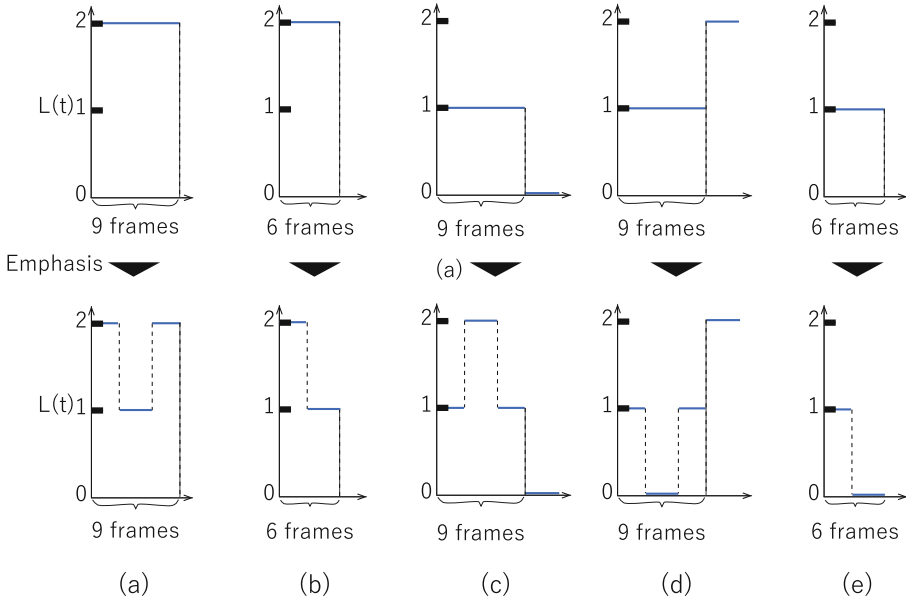 2 2 2 2 2
L(t) 1 1 1 1 1
0 0 0 0 0
9 frames 6 frames 9 frames 9 frames 6 frames
Emphasis (a)
2 2 2 2 2
L(t) 1 1 1 1 1
0 0 0 0 0
9 frames 6 frames 9 frames 9 frames 6 frames
(a) (b) (c) (d) (e)